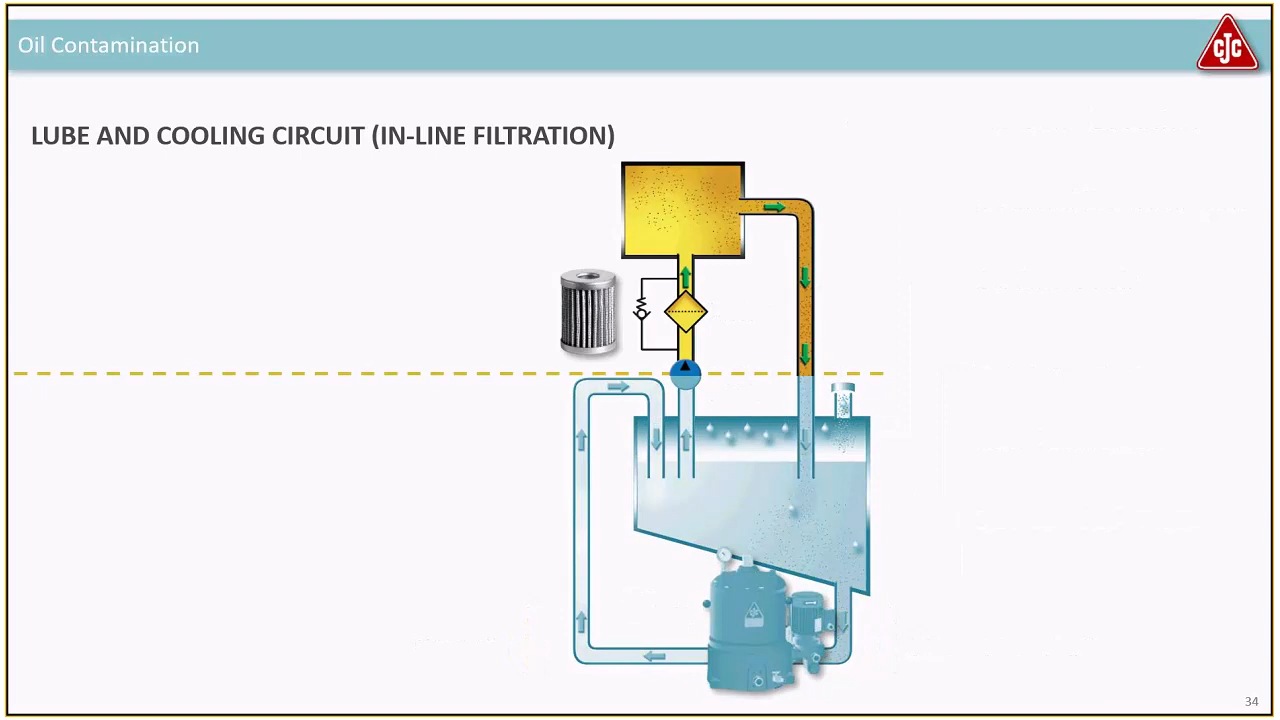 Oil Contamination
CJC
LUBE AND COOLING CIRCUIT (IN-LINE FILTRATION)
34